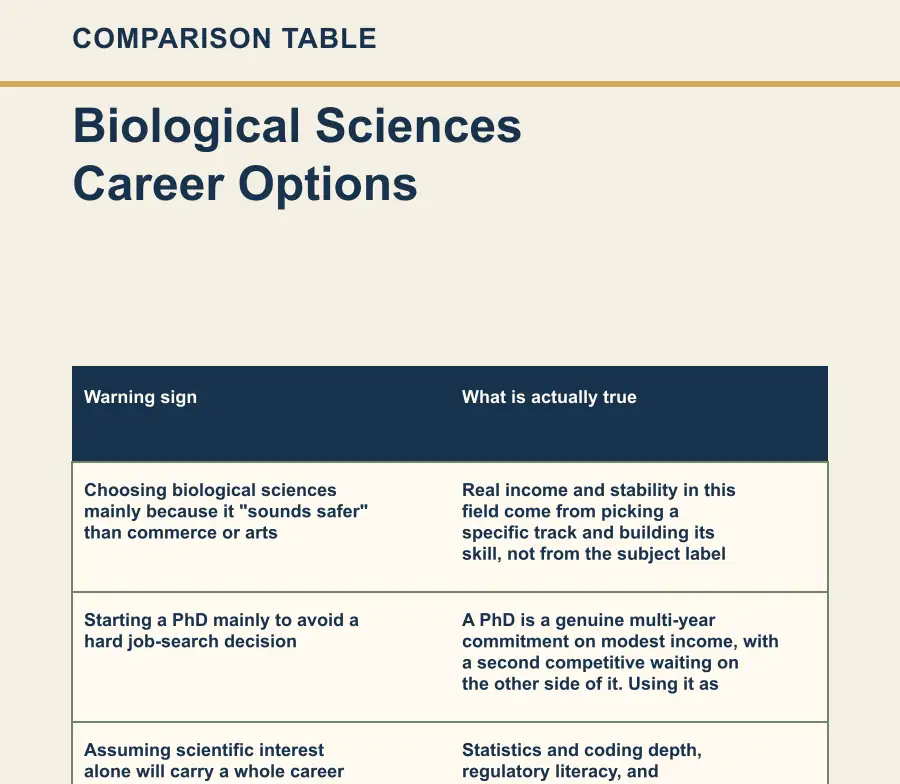 COMPARISON TABLE
Biological Sciences
Career Options
Warning sign
What is actually true
Choosing biological sciences
mainly because it "sounds safer"
than commerce or arts
Real income and stability in this
field come from picking a
specific track and building its
skill, not from the subject label
Starting a PhD mainly to avoid a
hard job-search decision
A PhD is a genuine multi-year
commitment on modest income, with
a second competitive waiting on
the other side of it. Using it as
Assuming scientific interest
alone will carry a whole career
Statistics and coding depth,
regulatory literacy, and